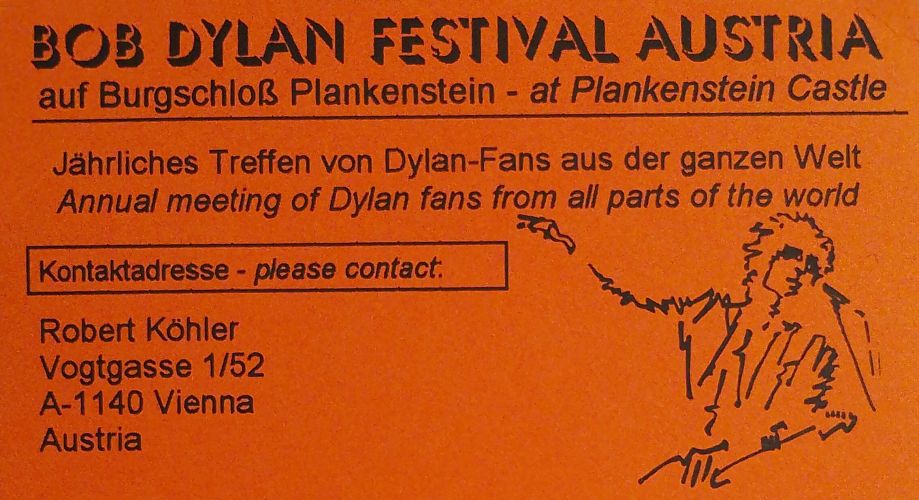 BOB DYLAN FESTIVAL AUSTRIA
auf Burgschloß Plankenstein - at Plankenstein Castle
Jährliches Treffen von Dylan-Fans aus der ganzen Welt
Annual meeting of Dylan fans from all parts of the world
Kontaktadresse - please contact:
Robert Köhler
Vogtgasse 1/52
A-1140 Vienna
Austria